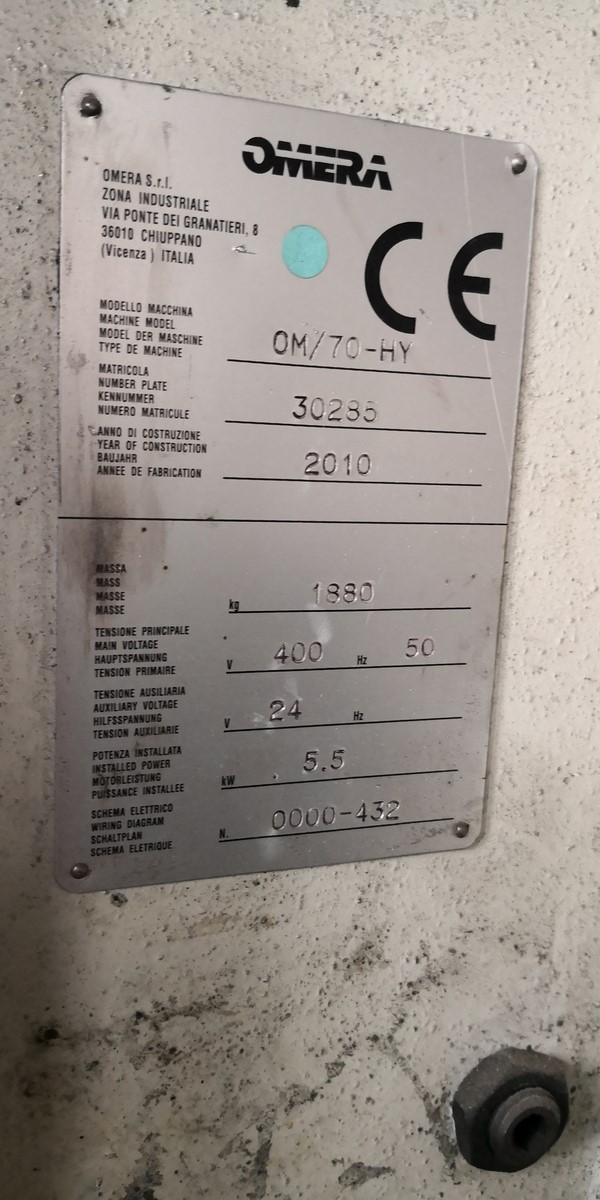 OMERA
OMERA S.r.l.
ZONA INDUSTRIALE
VIA PONTE DEI GRANATIERI, 8
36010 CHIUPPANO
(Vicenza ) ITALIA
CE
MODELLO MACCHINA
MACHINE MODEL
MODEL DER MASCHINE
TYPE DE MACHINE OM/70-HY
MATRICOLA
NUMBER PLATE
KENNUMMER
NUMERO MATRICULE 30285
ANNO DI COSTRUZIONE
YEAR OF CONSTRUCTION
BAUJAHR
ANNEE DE FABRICATION 2010
MASSA
MASS
MASSE
MASSE kg 1880
TENSIONE PRINCIPALE
MAIN VOLTAGE
HAUPTSPANNUNG
TENSION PRIMAIRE V 400 Hz 50
TENSIONE AUSILIARIA
AUXILIARY VOLTAGE
HILFSSPANNUNG
TENSION AUXILIARIE V 24 Hz
POTENZA INSTALLATA
INSTALLED POWER
MOTORLEISTUNG
PUISSANCE INSTALLEE kW 5.5
SCHEMA ELETTRICO
WIRING DIAGRAM
SCHALTPLAN
SCHEMA ELETRIQUE N. 0000-432